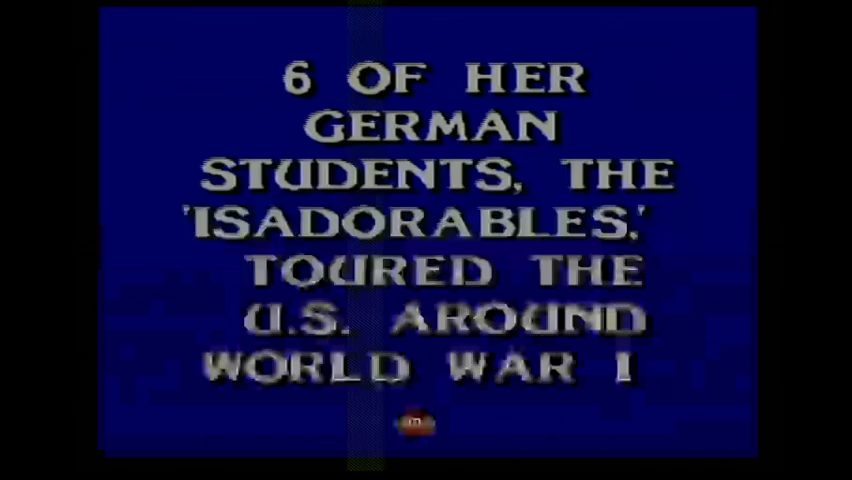 6 OF HER
GERMAN
STUDENTS, THE
'ISADORABLES,'
TOURED THE
U.S. AROUND
WORLD WAR I